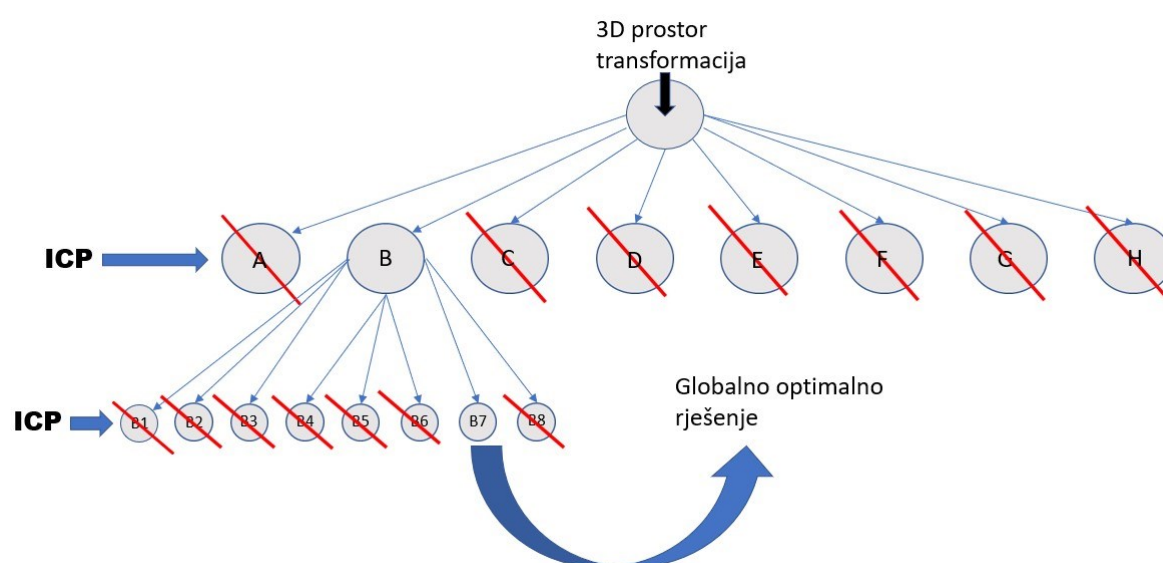 3D prostor
transformacija
ICP
A
B
C
D
E
F
G
H
Globalno optimalno
rješenje
ICP
B1
B2
B3
B4
B5
B6
B7
B8